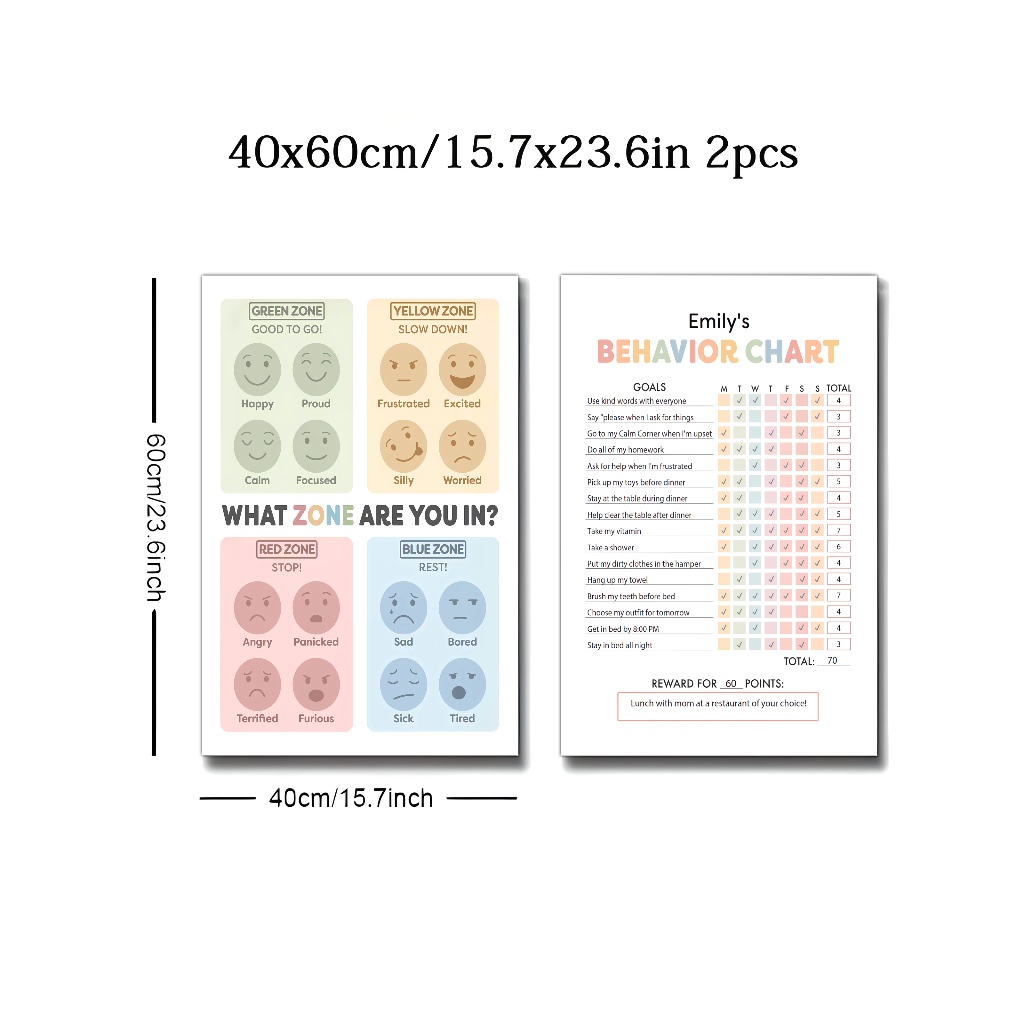 40x60cm/15.7x23.6in 2pcs
60cm/23.6inch
GREEN ZONE
GOOD TO GO!
Happy Proud
Calm Focused
YELLOW ZONE
SLOW DOWN!
Frustrated Excited
Silly Worried
WHAT ZONE ARE YOU IN?
RED ZONE
STOP!
Angry Panicked
Terrified Furious
BLUE ZONE
REST!
Sad Bored
Sick Tired
40cm/15.7inch
Emily's
BEHAVIOR CHART
GOALS M T W T F S S TOTAL
Use kind words with everyone 4
Say "please when I ask for things 3
Go to my Calm Corner when I'm upset 3
Do all of my homework 4
Ask for help when I'm frustrated 3
Pick up my toys before dinner 5
Stay at the table during dinner 4
Help clear the table after dinner 5
Take my vitamin 7
Take a shower 6
Put my dirty clothes in the hamper 4
Hang up my towel 4
Brush my teeth before bed 7
Choose my outfit for tomorrow 4
Get in bed by 8:00 PM 4
Stay in bed all night 3
TOTAL: 70
REWARD FOR 60 POINTS:
Lunch with mom at a restaurant of your choice!